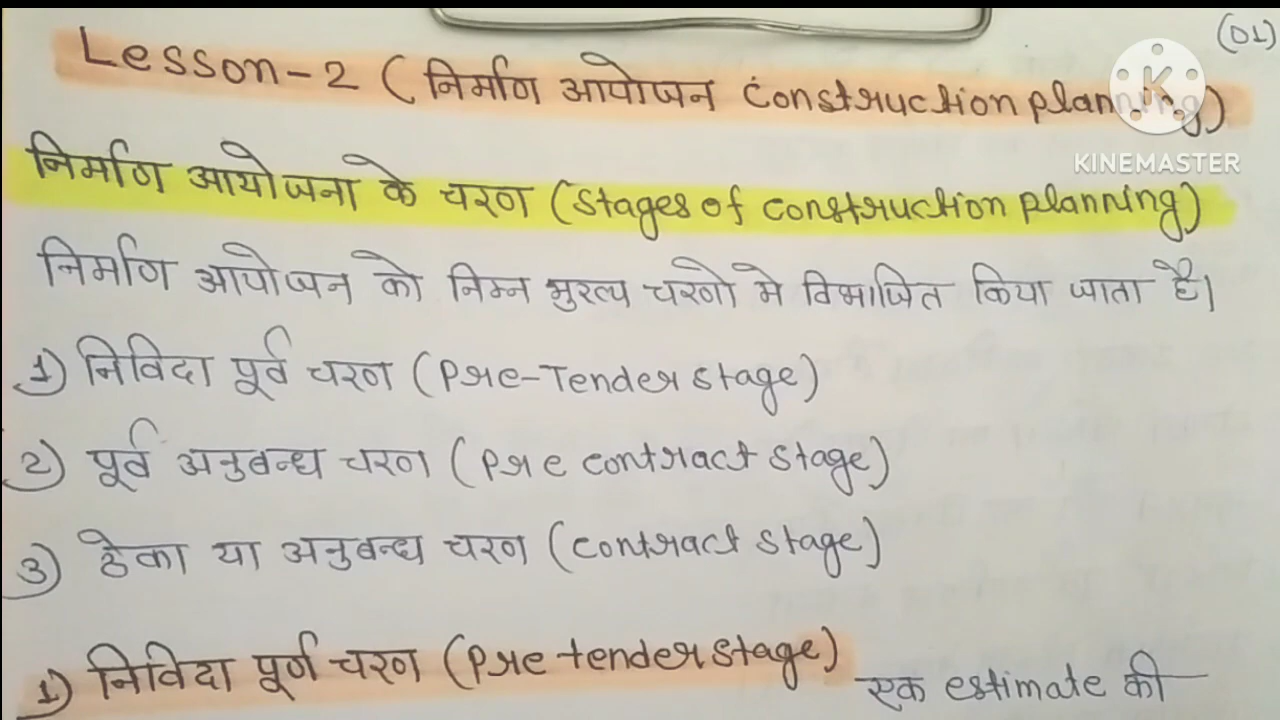 (01)
Lesson-2 (निर्माण आयोजन Construction planning)
KINEMASTER
निर्माण आयोजना के चरण (Stages of construction planning)
निर्माण आयोजन को निम्न मुख्य चरणो मे विभाजित किया जाता है।
1) निविदा पूर्व चरण (Pre-Tender stage)
2) पूर्व अनुबन्ध चरण (Pre contract stage)
3) ठेका या अनुबन्ध चरण (contract stage)
1) निविदा पूर्ण चरण (Pre tender stage) एक estimate की